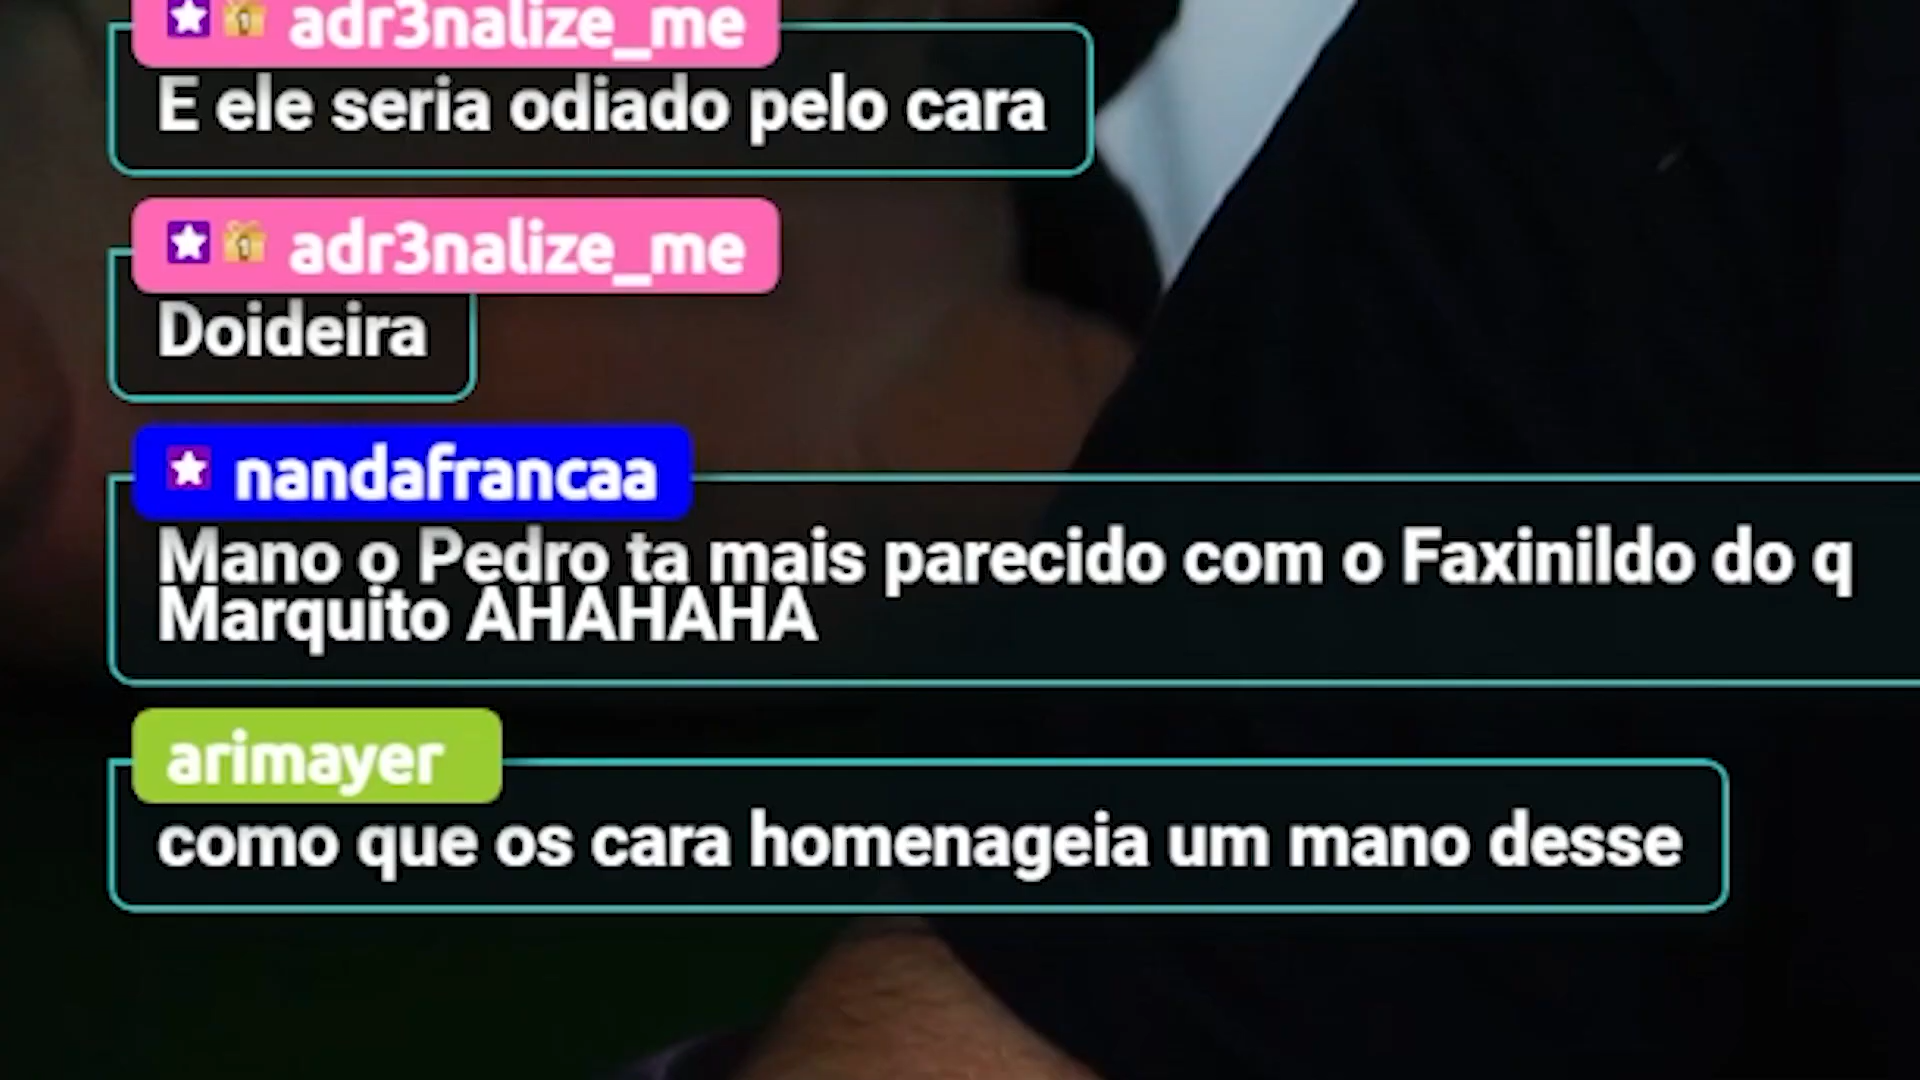 adr3nalize_me
E ele seria odiado pelo cara
adr3nalize_me
Doideira
nandafrancaa
Mano o Pedro ta mais parecido com o Faxinildo do q
Marquito AHAHAHA
arimayer
como que os cara homenageia um mano desse